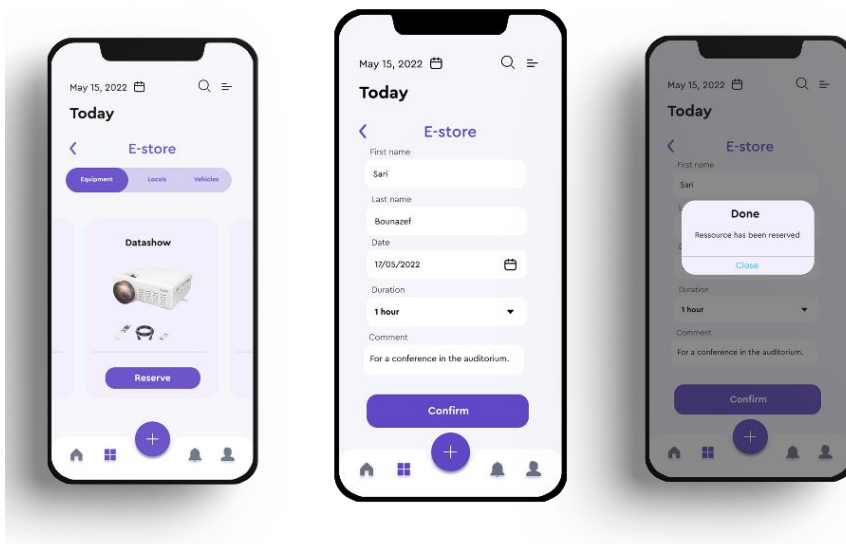 May 15, 2022
Today
E-store
Equipment Locals Vehicles
Datashow
Reserve
May 15, 2022
Today
E-store
First name
Sari
Last name
Bounazef
Date
17/05/2022
Duration
1 hour
Comment
For a conference in the auditorium.
Confirm
May 15, 2022
Today
E-store
First name
Sari
Done
Ressource has been reserved
Close
Duration
1 hour
Comment
For a conference in the auditorium.
Confirm